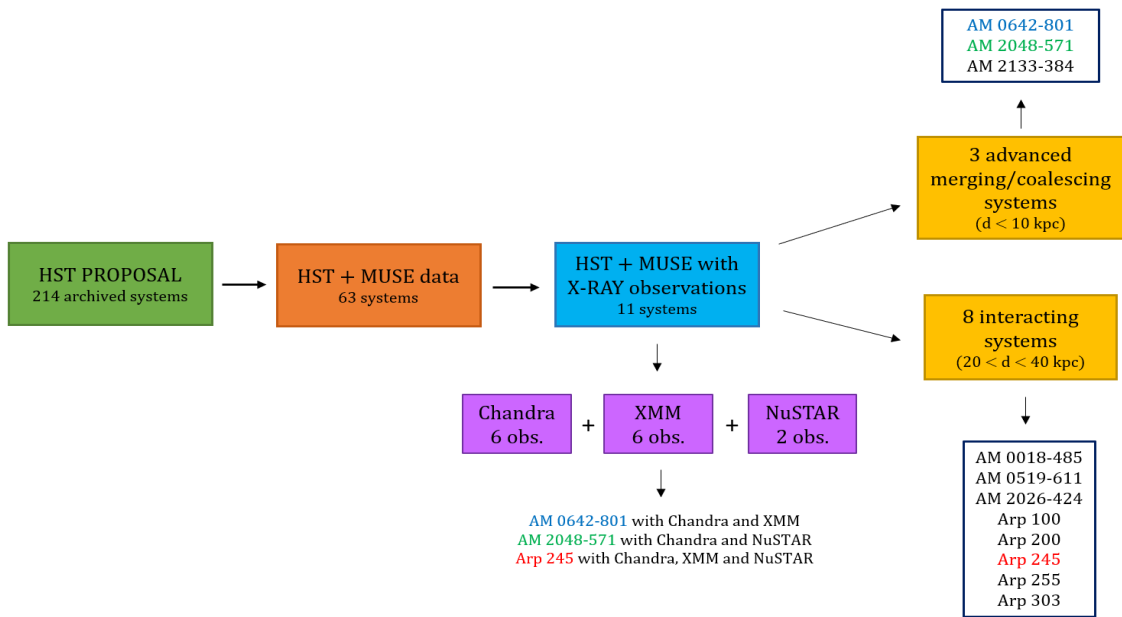 HST PROPOSAL
214 archived systems
HST + MUSE data
63 systems
HST + MUSE with
X-RAY observations
11 systems
3 advanced
merging/coalescing
systems
(d < 10 kpc)
AM 0642-801
AM 2048-571
AM 2133-384
8 interacting
systems
(20 < d < 40 kpc)
AM 0018-485
AM 0519-611
AM 2026-424
Arp 100
Arp 200
Arp 245
Arp 255
Arp 303
Chandra
6 obs.
+
XMM
6 obs.
+
NuSTAR
2 obs.
AM 0642-801 with Chandra and XMM
AM 2048-571 with Chandra and NuSTAR
Arp 245 with Chandra, XMM and NuSTAR